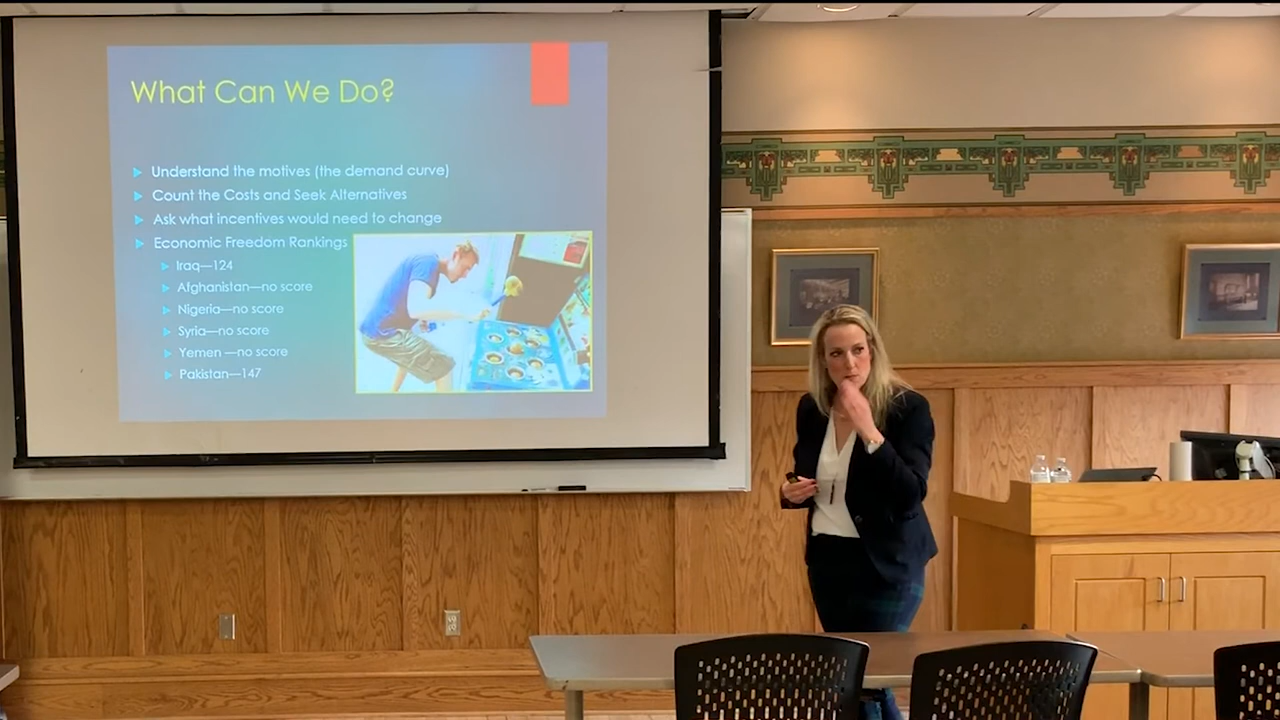 What Can We Do?
Understand the motives (the demand curve)
Count the Costs and Seek Alternatives
Ask what incentives would need to change
Economic Freedom Rankings
Iraq—124
Afghanistan—no score
Nigeria—no score
Syria—no score
Yemen —no score
Pakistan—147